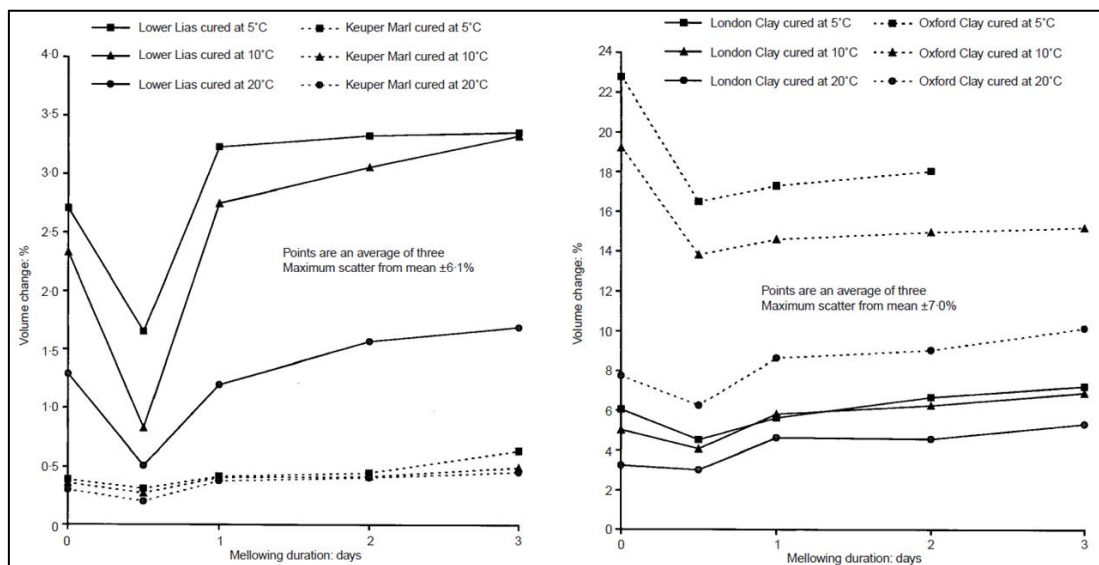 Lower Lias cured at 5°C
Lower Lias cured at 10°C
Lower Lias cured at 20°C
Keuper Marl cured at 5°C
Keuper Marl cured at 10°C
Keuper Marl cured at 20°C
4·0
3·5
3·0
2·5
2·0
1·5
1·0
0·5
0
Volume change: %
Points are an average of three
Maximum scatter from mean ±6·1%
0
1
2
3
Mellowing duration: days
London Clay cured at 5°C
London Clay cured at 10°C
London Clay cured at 20°C
Oxford Clay cured at 5°C
Oxford Clay cured at 10°C
Oxford Clay cured at 20°C
24
22
20
18
16
14
12
10
8
6
4
2
0
Volume change: %
Points are an average of three
Maximum scatter from mean ±7·0%
0
1
2
3
Mellowing duration: days